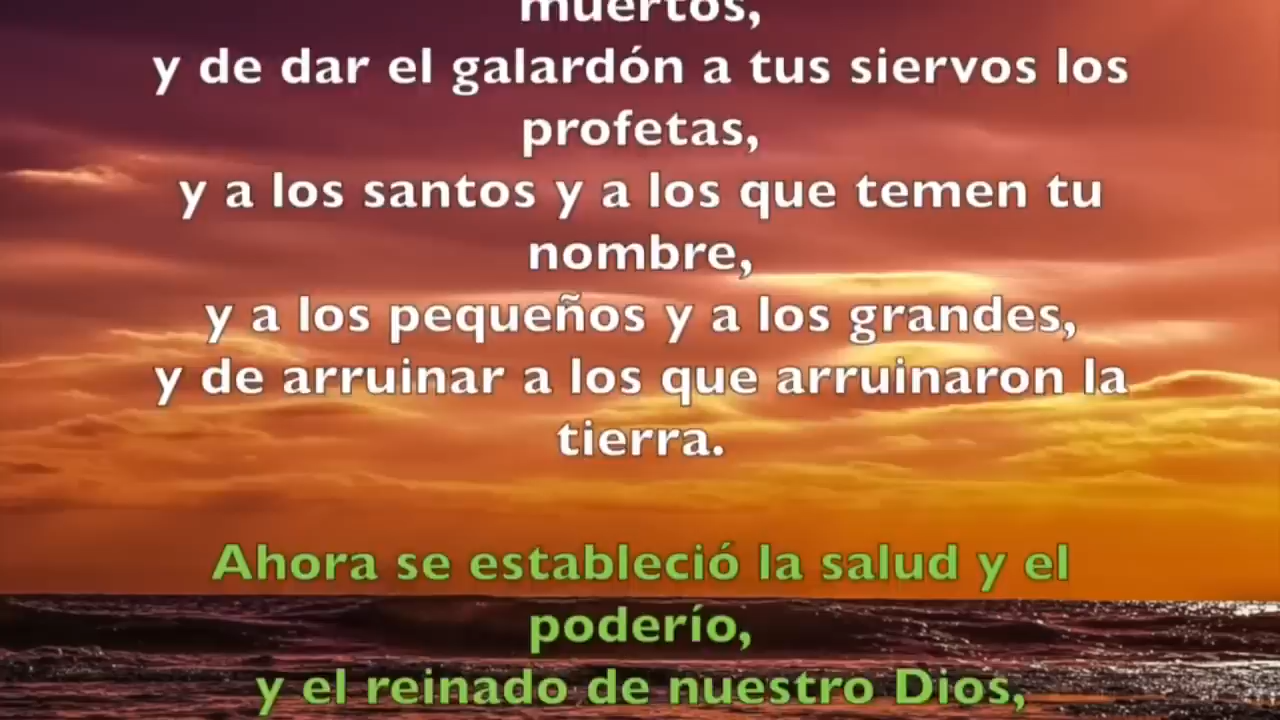 muertos,
y de dar el galardón a tus siervos los
profetas,
y a los santos y a los que temen tu
nombre,
y a los pequeños y a los grandes,
y de arruinar a los que arruinaron la
tierra.
Ahora se estableció la salud y el
poderío,
y el reinado de nuestro Dios,